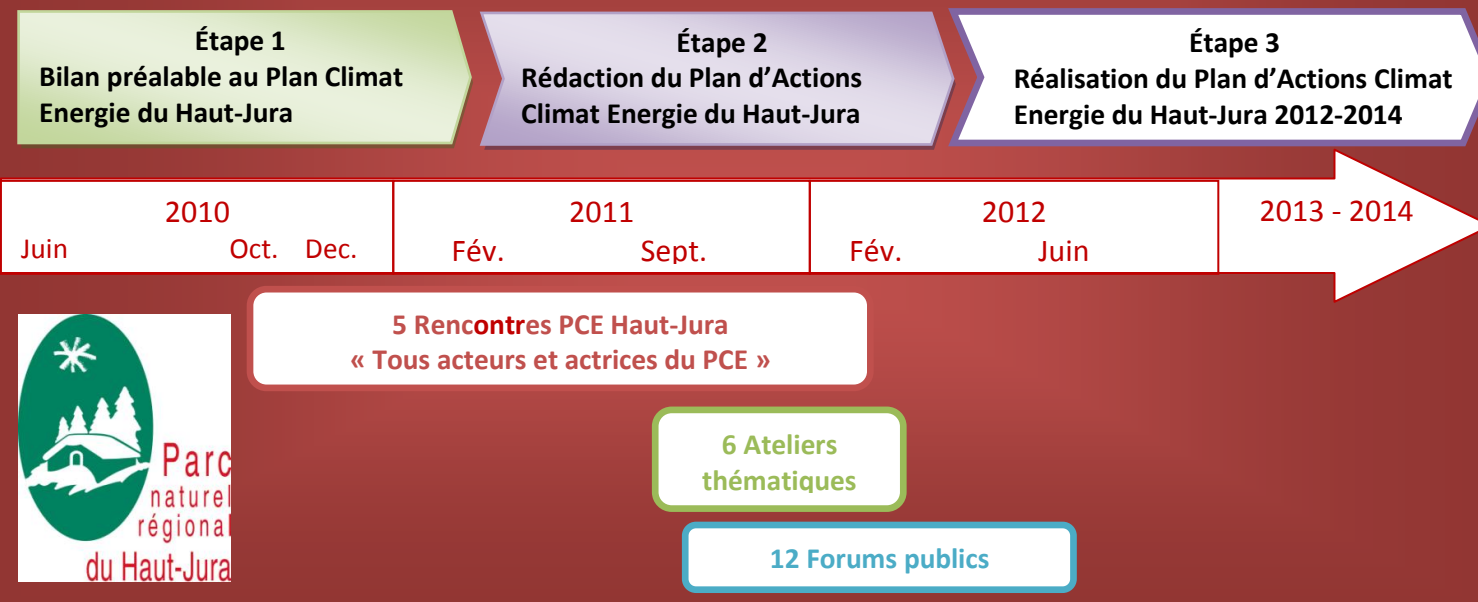 Étape 1
Bilan préalable au Plan Climat
Energie du Haut-Jura
Étape 2
Rédaction du Plan d’Actions
Climat Energie du Haut-Jura
Étape 3
Réalisation du Plan d’Actions Climat
Energie du Haut-Jura 2012-2014
2010
Juin Oct. Dec.
2011
Fév. Sept.
2012
Fév. Juin
2013 - 2014
5 Rencontres PCE Haut-Jura
« Tous acteurs et actrices du PCE »
6 Ateliers
thématiques
12 Forums publics
Parc
naturel
régional
du Haut-Jura